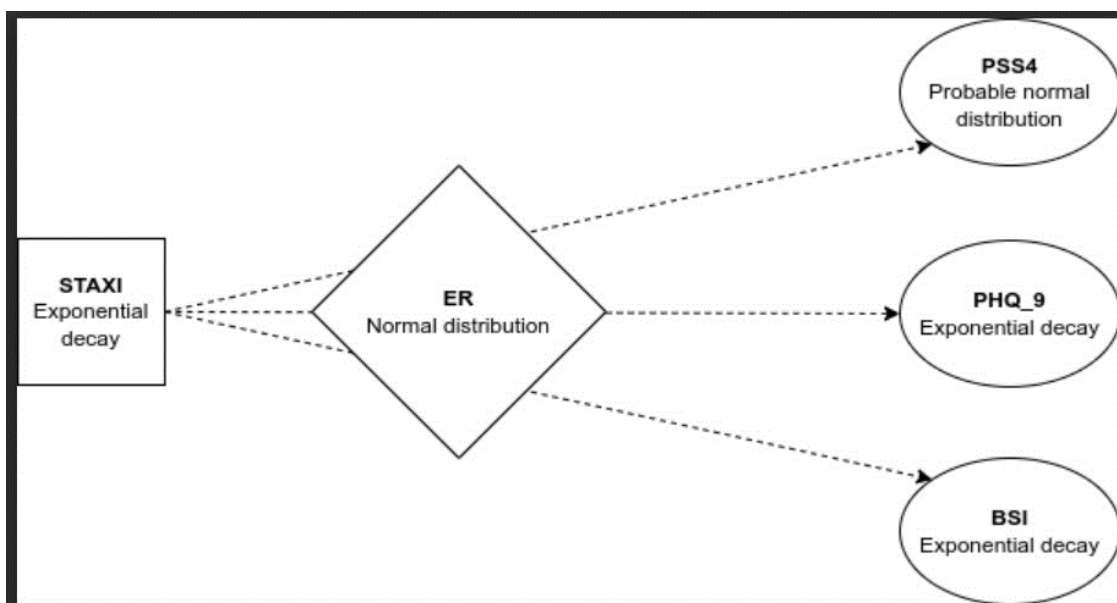 STAXI
Exponential
decay
ER
Normal distribution
PSS4
Probable normal
distribution
PHQ_9
Exponential decay
BSI
Exponential decay